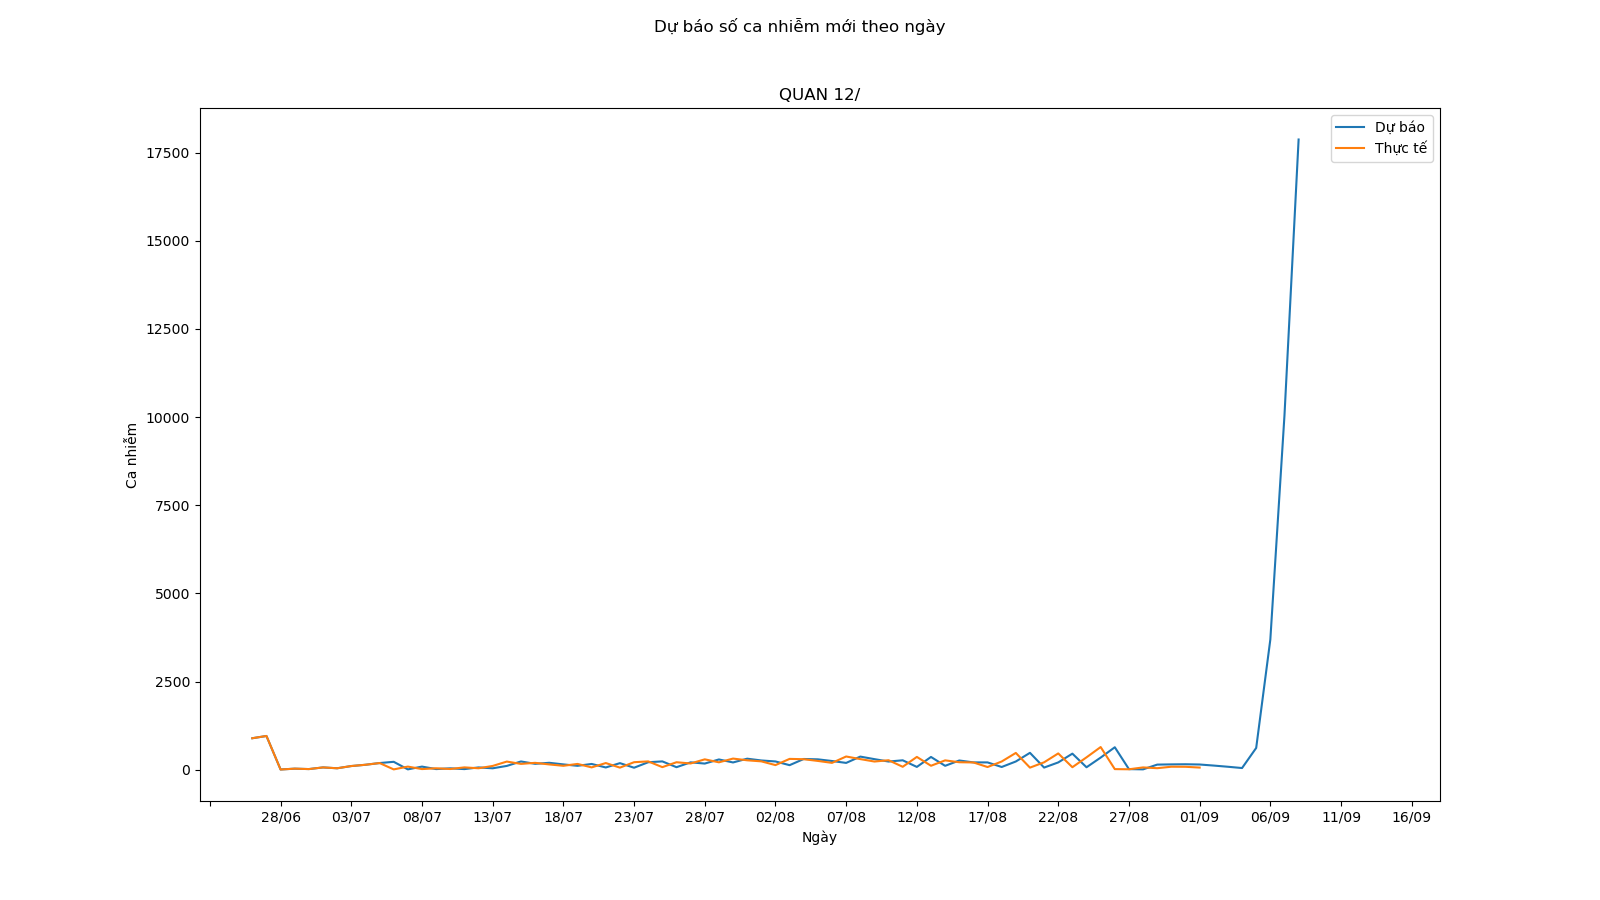 Dự báo số ca nhiễm mới theo ngày
QUAN 12/
Dự báo
Thực tế
17500
15000
12500
10000
7500
5000
2500
0
Ca nhiễm
28/06 03/07 08/07 13/07 18/07 23/07 28/07 02/08 07/08 12/08 17/08 22/08 27/08 01/09 06/09 11/09 16/09
Ngày